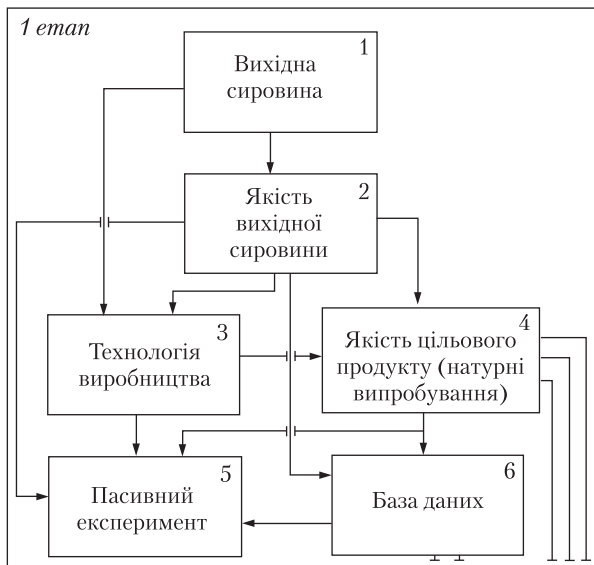 1 етап
1
Вихідна
сировина
2
Якість
вихідної
сировини
3
Технологія
виробництва
4
Якість цільового
продукту (натурні
випробування)
5
Пасивний
експеримент
6
База даних